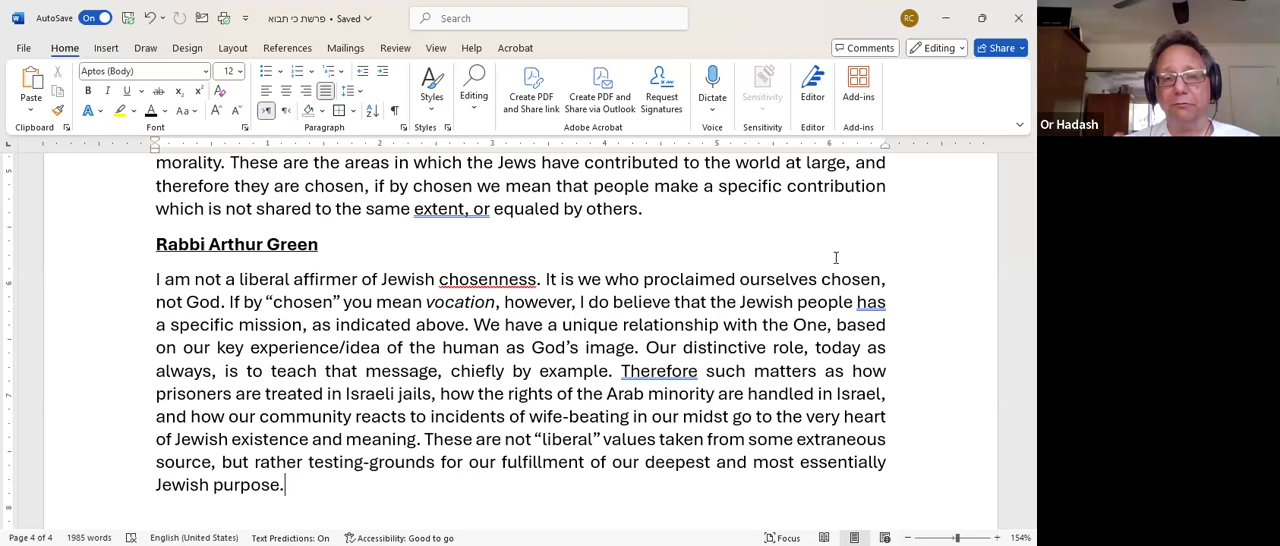 AutoSave On פרשת כי תבוא • Saved Search RC
File Home Insert Draw Design Layout References Mailings Review View Help Acrobat Comments Editing Share
Paste Aptos (Body) 12 Styles Editing Create PDF and Share link Create PDF and Share via Outlook Request Signatures Dictate Sensitivity Editor Add-ins
Clipboard Font Paragraph Styles Adobe Acrobat Voice Sensitivity Editor Add-ins
Or Hadash
1 2 3 4 5 6
morality. These are the areas in which the Jews have contributed to the world at large, and
therefore they are chosen, if by chosen we mean that people make a specific contribution
which is not shared to the same extent, or equaled by others.
Rabbi Arthur Green
I am not a liberal affirmer of Jewish chosenness. It is we who proclaimed ourselves chosen,
not God. If by “chosen” you mean vocation, however, I do believe that the Jewish people has
a specific mission, as indicated above. We have a unique relationship with the One, based
on our key experience/idea of the human as God’s image. Our distinctive role, today as
always, is to teach that message, chiefly by example. Therefore such matters as how
prisoners are treated in Israeli jails, how the rights of the Arab minority are handled in Israel,
and how our community reacts to incidents of wife-beating in our midst go to the very heart
of Jewish existence and meaning. These are not “liberal” values taken from some extraneous
source, but rather testing-grounds for our fulfillment of our deepest and most essentially
Jewish purpose.
Page 4 of 4 1985 words English (United States) Text Predictions: On Accessibility: Good to go Focus 154%